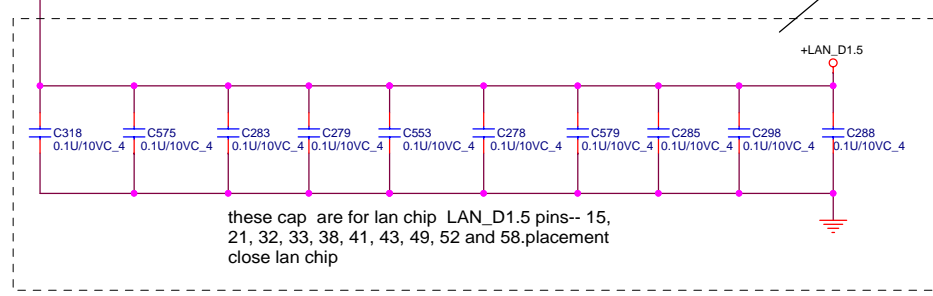 +LAN_D1.5
C318 C575 C283 C279 C553 C278 C579 C285 C298 C288
0.1U/10VC_4 0.1U/10VC_4 0.1U/10VC_4 0.1U/10VC_4 0.1U/10VC_4 0.1U/10VC_4 0.1U/10VC_4 0.1U/10VC_4 0.1U/10VC_4 0.1U/10VC_4
these cap are for lan chip LAN_D1.5 pins-- 15,
21, 32, 33, 38, 41, 43, 49, 52 and 58.placement
close lan chip